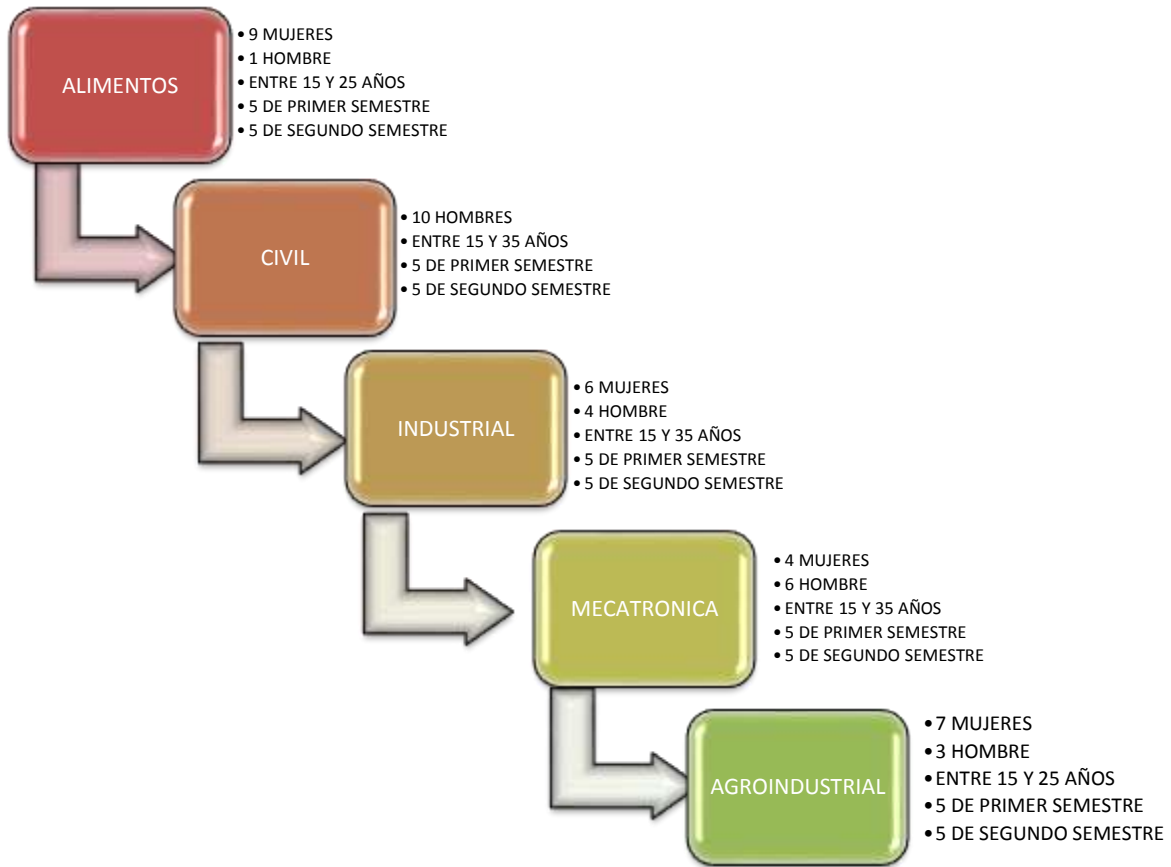 ALIMENTOS
• 9 MUJERES
• 1 HOMBRE
• ENTRE 15 Y 25 AÑOS
• 5 DE PRIMER SEMESTRE
• 5 DE SEGUNDO SEMESTRE
CIVIL
• 10 HOMBRES
• ENTRE 15 Y 35 AÑOS
• 5 DE PRIMER SEMESTRE
• 5 DE SEGUNDO SEMESTRE
INDUSTRIAL
• 6 MUJERES
• 4 HOMBRE
• ENTRE 15 Y 35 AÑOS
• 5 DE PRIMER SEMESTRE
• 5 DE SEGUNDO SEMESTRE
MECATRONICA
• 4 MUJERES
• 6 HOMBRE
• ENTRE 15 Y 35 AÑOS
• 5 DE PRIMER SEMESTRE
• 5 DE SEGUNDO SEMESTRE
AGROINDUSTRIAL
• 7 MUJERES
• 3 HOMBRE
• ENTRE 15 Y 25 AÑOS
• 5 DE PRIMER SEMESTRE
• 5 DE SEGUNDO SEMESTRE